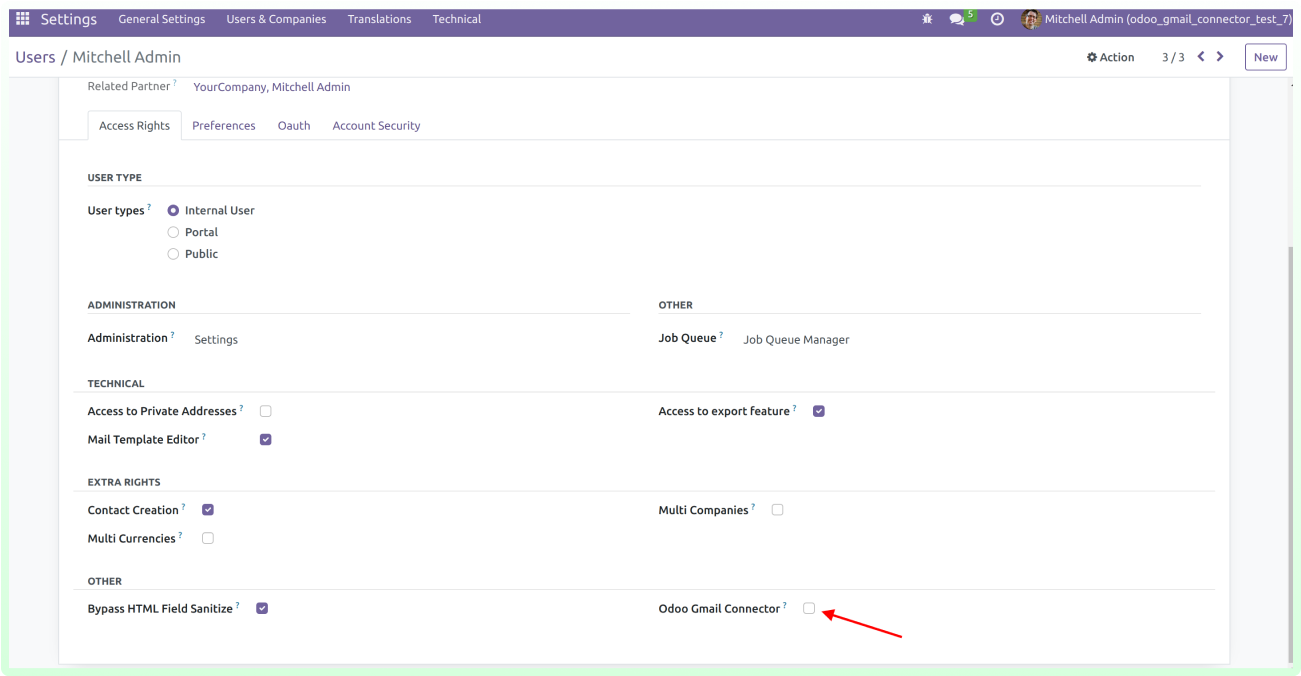 Settings General Settings Users & Companies Translations Technical 5 Mitchell Admin (odoo_gmail_connector_test_7)
Users / Mitchell Admin Action 3 / 3 New
Related Partner ? YourCompany, Mitchell Admin
Access Rights Preferences Oauth Account Security
USER TYPE
User types ? Internal User
Portal
Public
ADMINISTRATION OTHER
Administration ? Settings Job Queue ? Job Queue Manager
TECHNICAL
Access to Private Addresses ? Access to export feature ?
Mail Template Editor ?
EXTRA RIGHTS
Contact Creation ? Multi Companies ?
Multi Currencies ?
OTHER
Bypass HTML Field Sanitize ? Odoo Gmail Connector ?